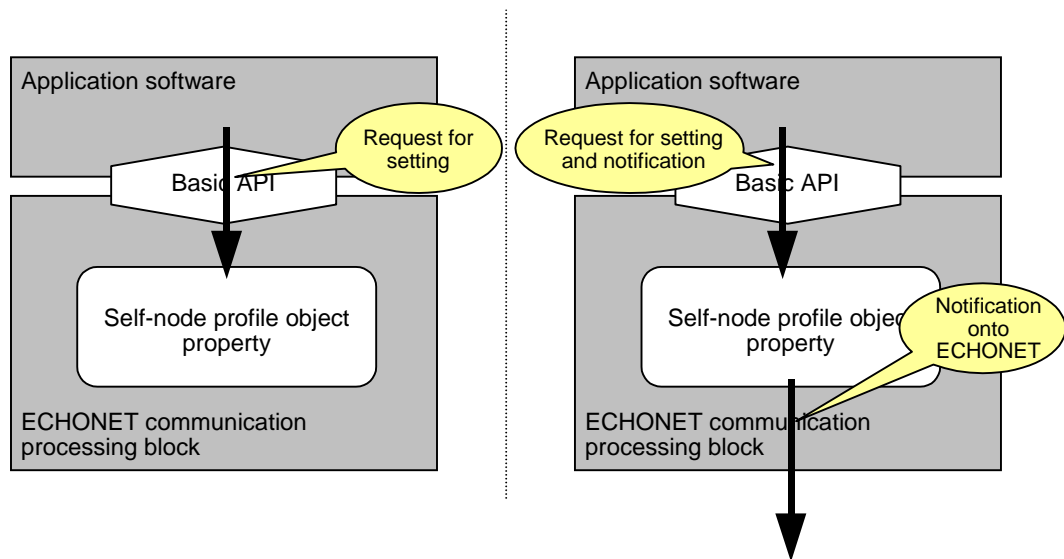 Application software
Request for
setting
Basic API
Self-node profile object
property
ECHONET communication
processing block
Application software
Request for setting
and notification
Basic API
Self-node profile object
property
Notification
onto
ECHONET
ECHONET communication
processing block